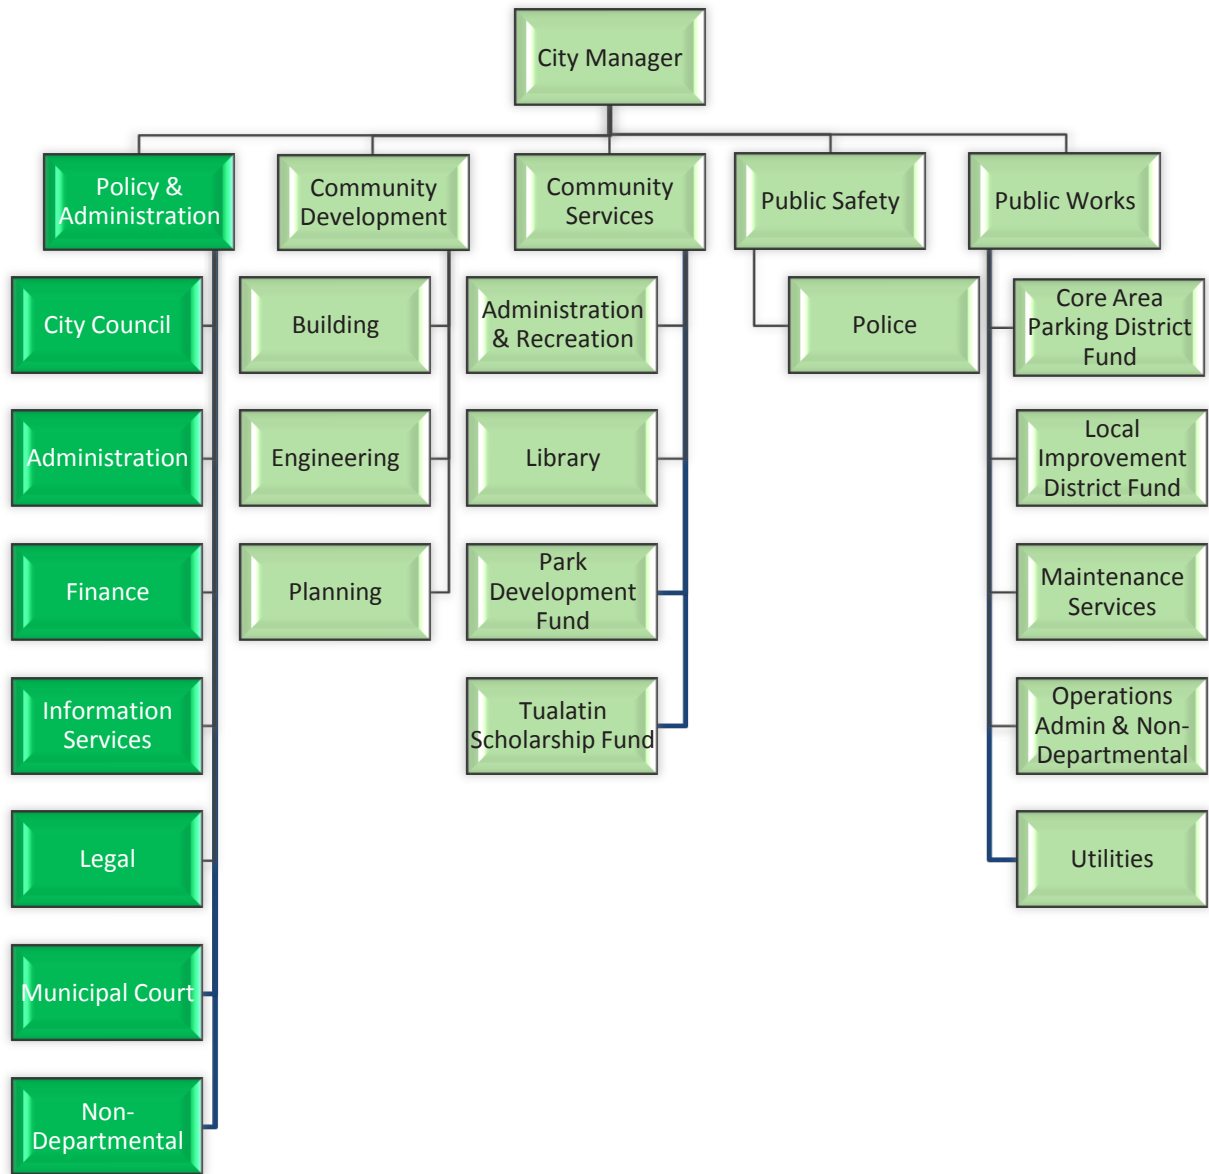 City Manager
Policy &
Administration
Community
Development
Community
Services
Public Safety
Public Works
City Council
Administration
Finance
Information
Services
Legal
Municipal Court
Non-
Departmental
Building
Engineering
Planning
Administration
& Recreation
Library
Park
Development
Fund
Tualatin
Scholarship Fund
Police
Core Area
Parking District
Fund
Local
Improvement
District Fund
Maintenance
Services
Operations
Admin & Non-
Departmental
Utilities